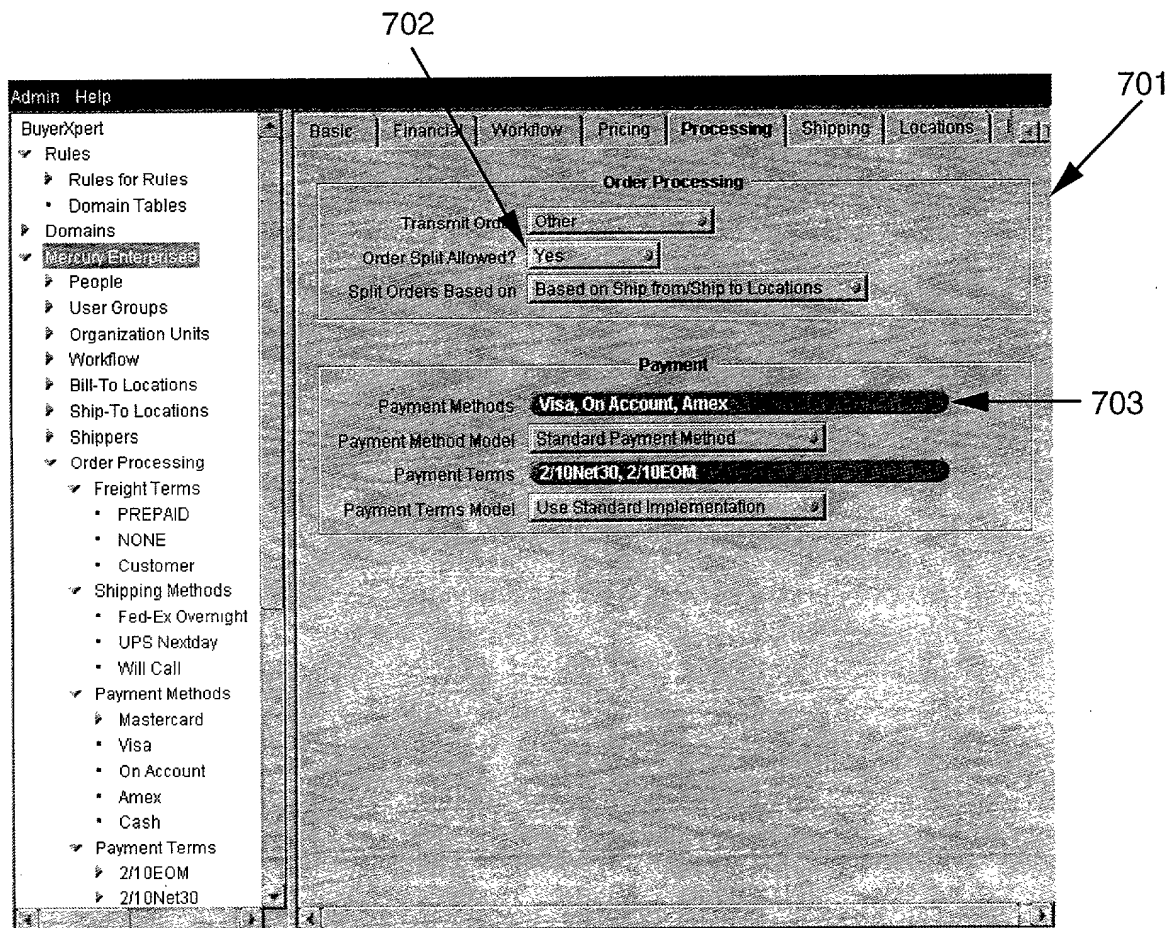 702
701
Admin Help
BuyerXpert
Rules
Rules for Rules
Domain Tables
Domains
Mercury Enterprises
People
User Groups
Organization Units
Workflow
Bill-To Locations
Ship-To Locations
Shippers
Order Processing
Freight Terms
PREPAID
NONE
Customer
Shipping Methods
Fed-Ex Overnight
UPS Nextday
Will Call
Payment Methods
Mastercard
Visa
On Account
Amex
Cash
Payment Terms
2/10EOM
2/10Net30
Basic Financial Workflow Pricing Processing Shipping Locations
Order Processing
Transmit Order Other
Order Split Allowed? Yes
Split Orders Based on Based on Ship from/Ship to Locations
Payment
Payment Methods Visa, On Account, Amex
703
Payment Method Model Standard Payment Method
Payment Terms 2/10Net30, 2/10EOM
Payment Terms Model Use Standard Implementation